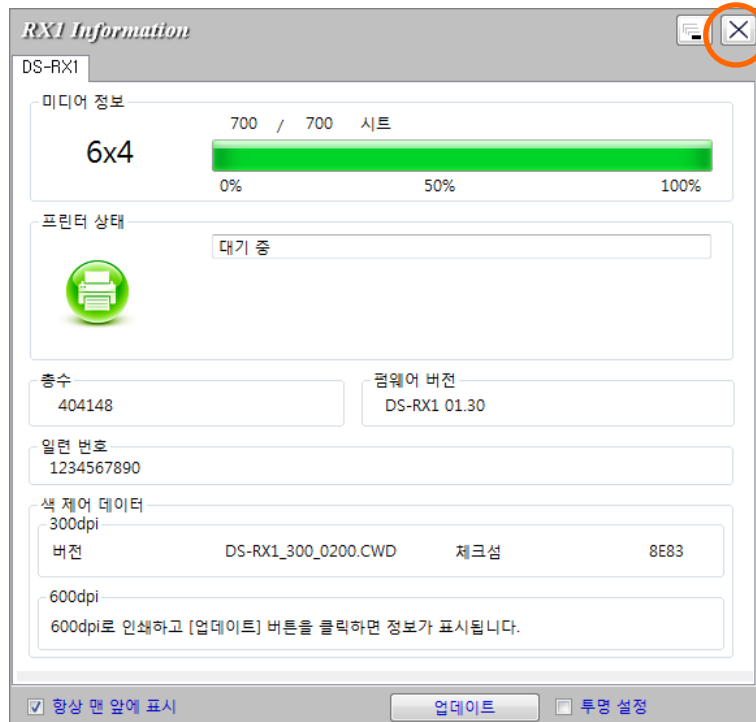 RX1 Information
DS-RX1
미디어 정보
700 / 700 시트
6x4
0% 50% 100%
프린터 상태
대기 중
총수
404148
펌웨어 버전
DS-RX1 01.30
일련 번호
1234567890
색 제어 데이터
300dpi
버전 DS-RX1_300_0200.CWD 체크섬 8E83
600dpi
600dpi로 인쇄하고 [업데이트] 버튼을 클릭하면 정보가 표시됩니다.
항상 맨 앞에 표시 업데이트 투명 설정